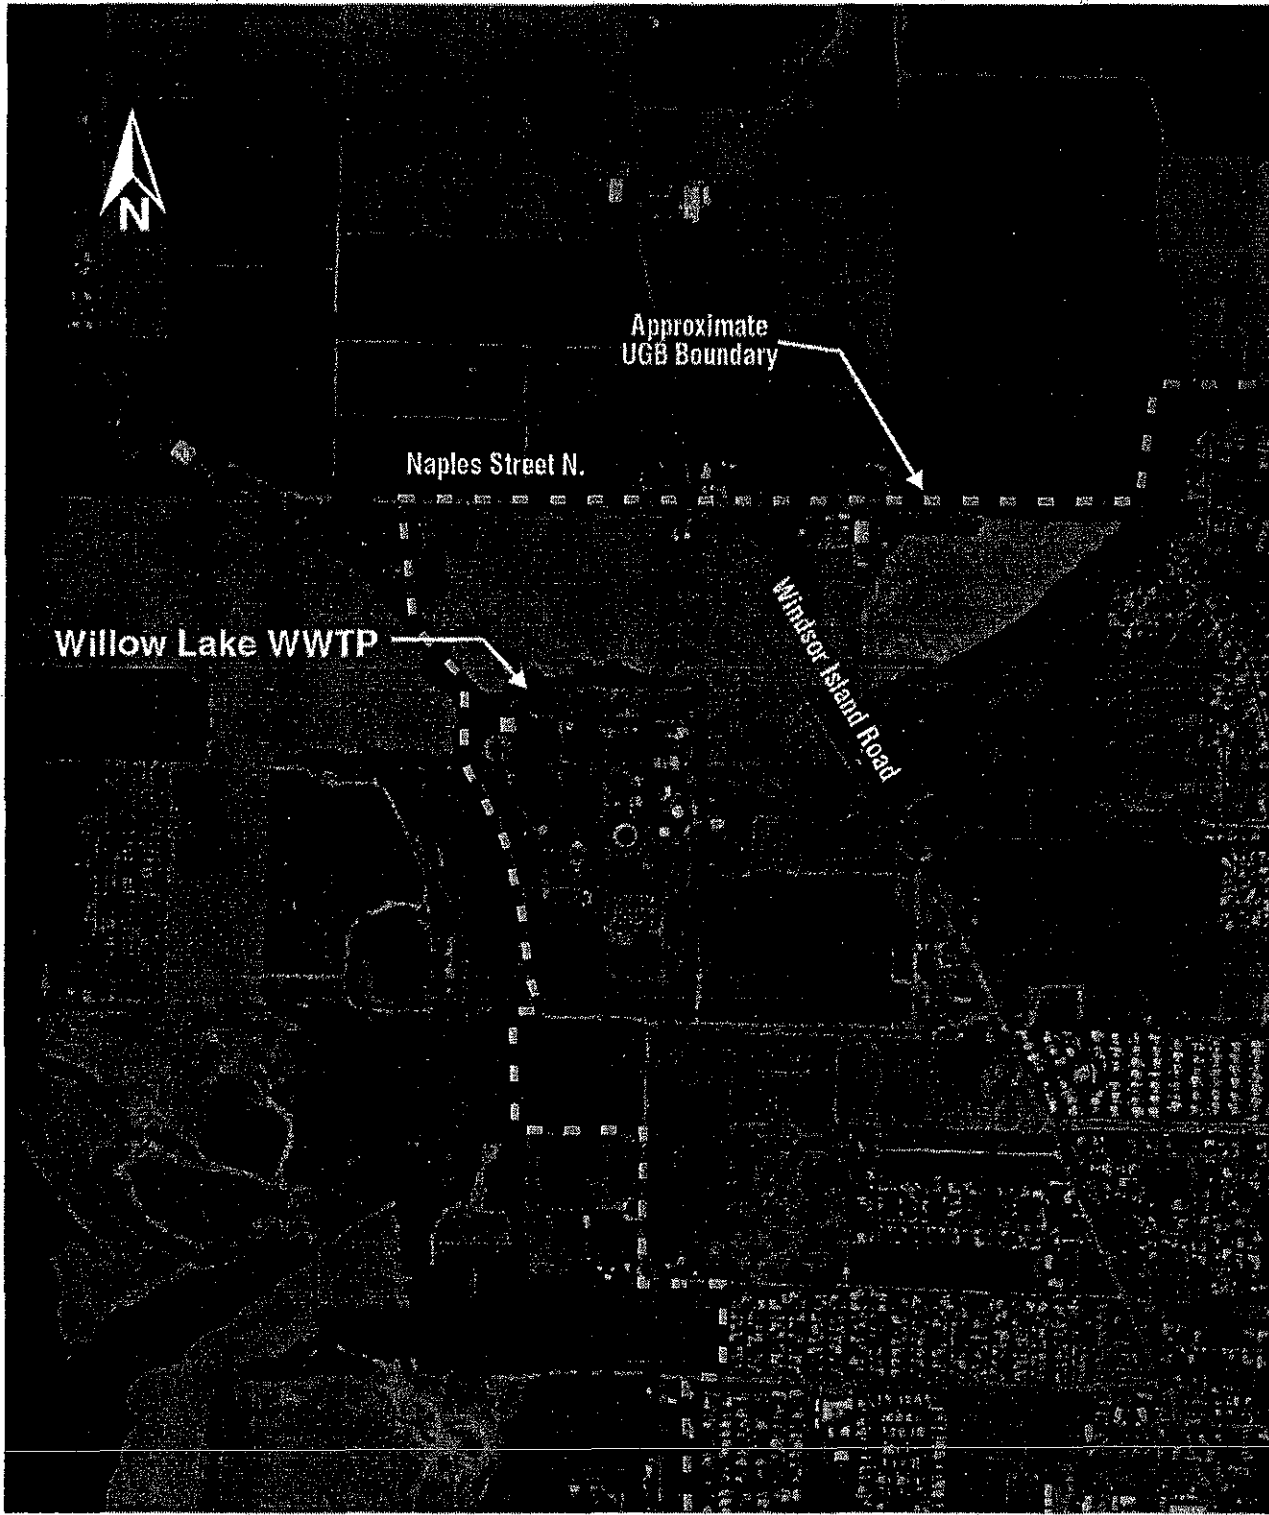 N
Approximate
UGB Boundary
Naples Street N.
Willow Lake WWTP
Windsor Island Road